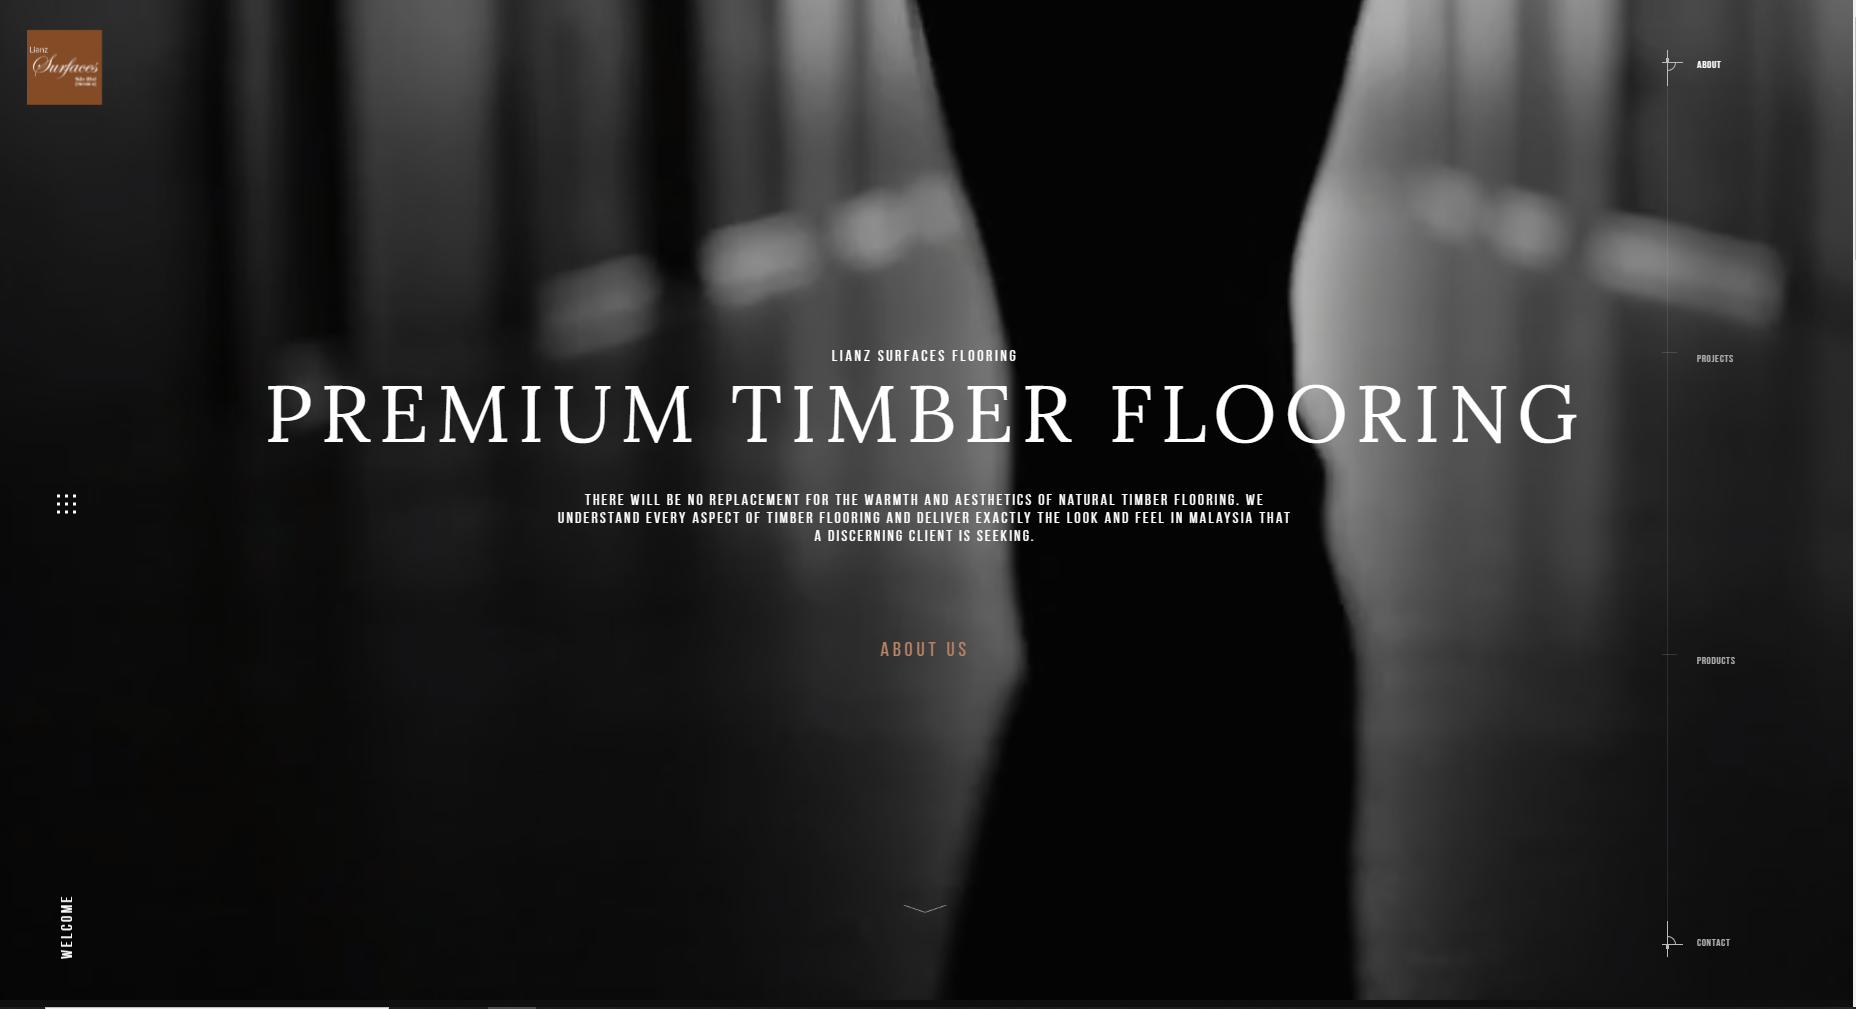 Lianz
Surfaces
ABOUT
LIANZ SURFACES FLOORING
PREMIUM TIMBER FLOORING
PROJECTS
THERE WILL BE NO REPLACEMENT FOR THE WARMTH AND AESTHETICS OF NATURAL TIMBER FLOORING. WE
UNDERSTAND EVERY ASPECT OF TIMBER FLOORING AND DELIVER EXACTLY THE LOOK AND FEEL IN MALAYSIA THAT
A DISCERNING CLIENT IS SEEKING.
ABOUT US
PRODUCTS
WELCOME
CONTACT